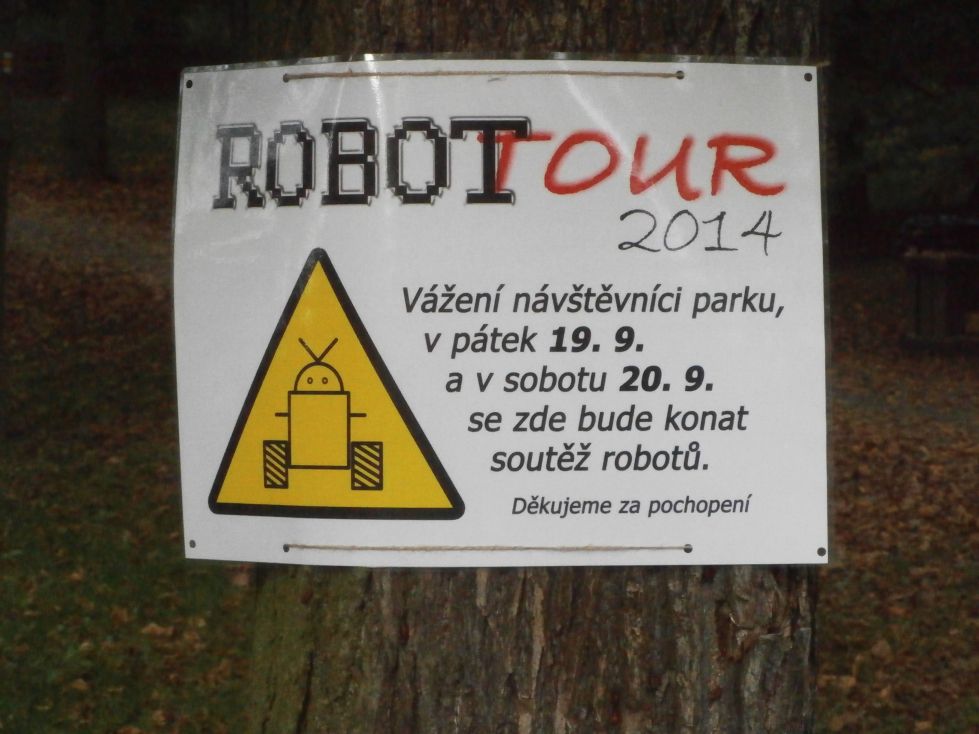 ROBOTTOUR
2014
Vážení návštěvníci parku,
v pátek 19. 9.
a v sobotu 20. 9.
se zde bude konat
soutěž robotů.
Děkujeme za pochopení